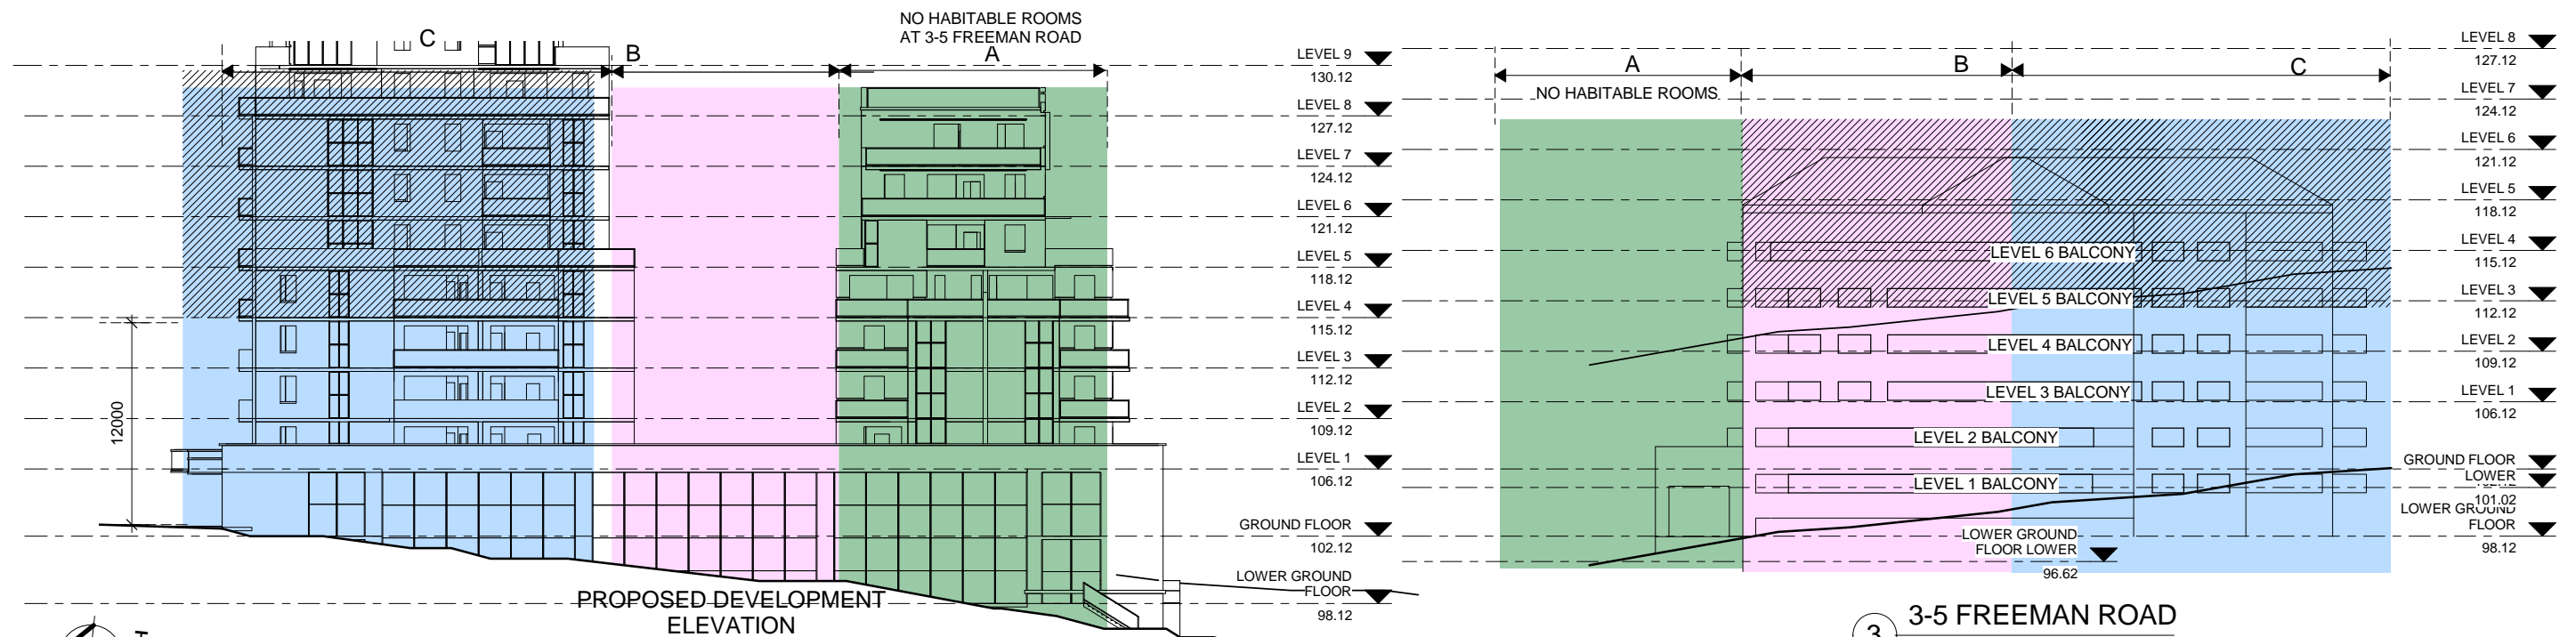 NO HABITABLE ROOMS
AT 3-5 FREEMAN ROAD
C
B
A
LEVEL 9
130.12
LEVEL 8
127.12
LEVEL 7
124.12
LEVEL 6
121.12
LEVEL 5
118.12
LEVEL 4
115.12
LEVEL 3
112.12
LEVEL 2
109.12
LEVEL 1
106.12
GROUND FLOOR
102.12
LOWER GROUND
FLOOR
98.12
12000
PROPOSED DEVELOPMENT
ELEVATION
A
B
C
NO HABITABLE ROOMS
LEVEL 6 BALCONY
LEVEL 5 BALCONY
LEVEL 4 BALCONY
LEVEL 3 BALCONY
LEVEL 2 BALCONY
LEVEL 1 BALCONY
LOWER GROUND
FLOOR LOWER
96.62
LEVEL 8
127.12
LEVEL 7
124.12
LEVEL 6
121.12
LEVEL 5
118.12
LEVEL 4
115.12
LEVEL 3
112.12
LEVEL 2
109.12
LEVEL 1
106.12
GROUND FLOOR
LOWER
101.02
LOWER GROUND
FLOOR
98.12
3
3-5 FREEMAN ROAD